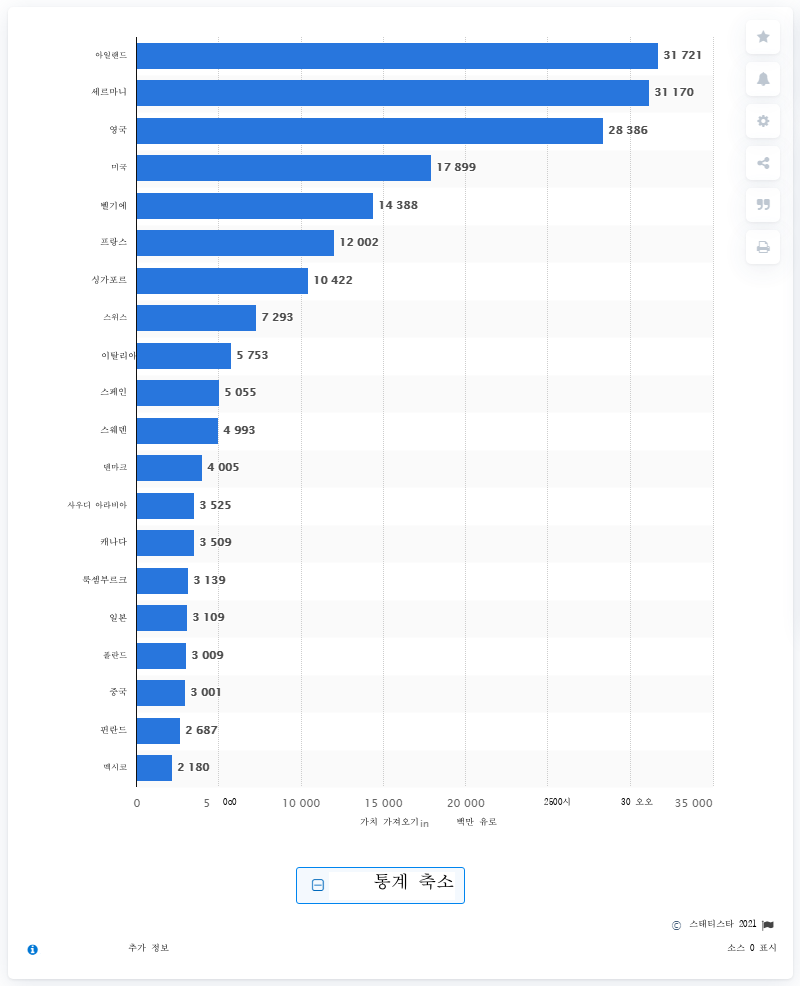 아일랜드 31 721
세르마니 31 170
영국 28 386
미국 17 899
벨기에 14 388
프랑스 12 002
싱가포르 10 422
스위스 7 293
이탈리아 5 753
스페인 5 055
스웨덴 4 993
덴마크 4 005
사우디 아라비아 3 525
캐나다 3 509
룩셈부르크 3 139
일본 3 109
폴란드 3 009
중국 3 001
핀란드 2 687
멕시코 2 180
0 5 0c0 10 000 15 000 20 000 2500시 30 오오 35 000
가치 가져오기 in 백만 유로
통계 축소
© 스태티스타 2021
추가 정보 소스 0 표시